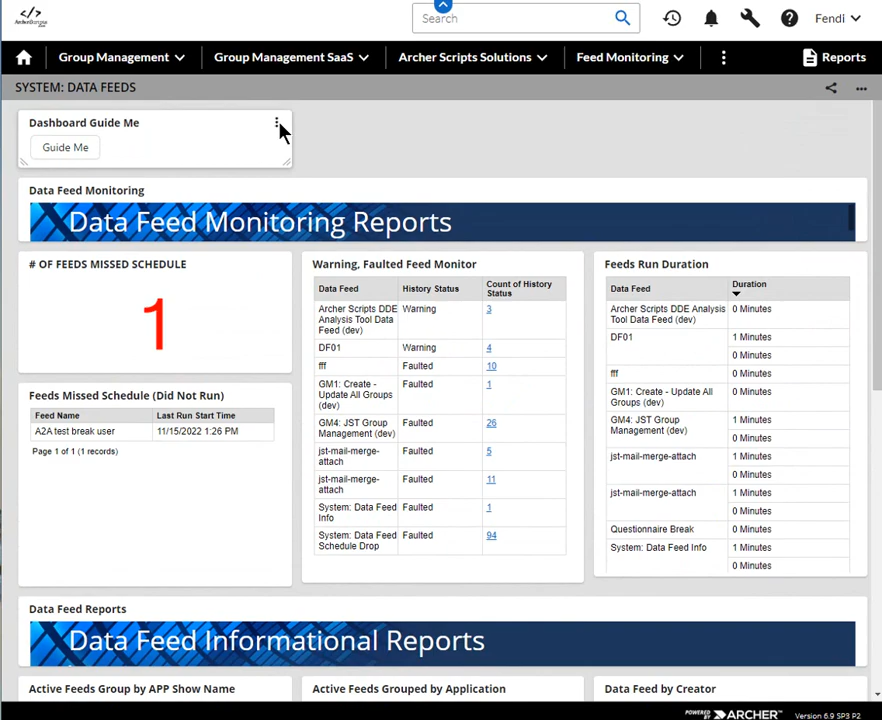 </>
Search
Fendi
Group Management
Group Management SaaS
Archer Scripts Solutions
Feed Monitoring
Reports
SYSTEM: DATA FEEDS
Dashboard Guide Me
Guide Me
Data Feed Monitoring
Data Feed Monitoring Reports
# OF FEEDS MISSED SCHEDULE
1
Feeds Missed Schedule (Did Not Run)
Feed Name Last Run Start Time
A2A test break user 11/15/2022 1:26 PM
Page 1 of 1 (1 records)
Warning, Faulted Feed Monitor
Data Feed History Status Count of History
Status
Archer Scripts DDE Warning 3
Analysis Tool Data
Feed (dev)
DF01 Warning 4
fff Faulted 10
GM1: Create - Faulted 1
Update All Groups
(dev)
GM4: JST Group Faulted 26
Management (dev)
jst-mail-merge- Faulted 5
attach
jst-mail-merge- Faulted 11
attach
System: Data Feed Faulted 1
Info
System: Data Feed Faulted 94
Schedule Drop
Feeds Run Duration
Data Feed Duration
Archer Scripts DDE Analysis 0 Minutes
Tool Data Feed (dev)
DF01 1 Minutes
0 Minutes
fff 0 Minutes
GM1: Create - Update All 0 Minutes
Groups (dev)
GM4: JST Group 1 Minutes
Management (dev) 0 Minutes
jst-mail-merge-attach 1 Minutes
0 Minutes
jst-mail-merge-attach 1 Minutes
0 Minutes
Questionnaire Break 0 Minutes
System: Data Feed Info 1 Minutes
0 Minutes
Data Feed Reports
Data Feed Informational Reports
Active Feeds Group by APP Show Name
Active Feeds Grouped by Application
Data Feed by Creator
POWERED BY ARCHER™ Version 6.9 SP3 P2